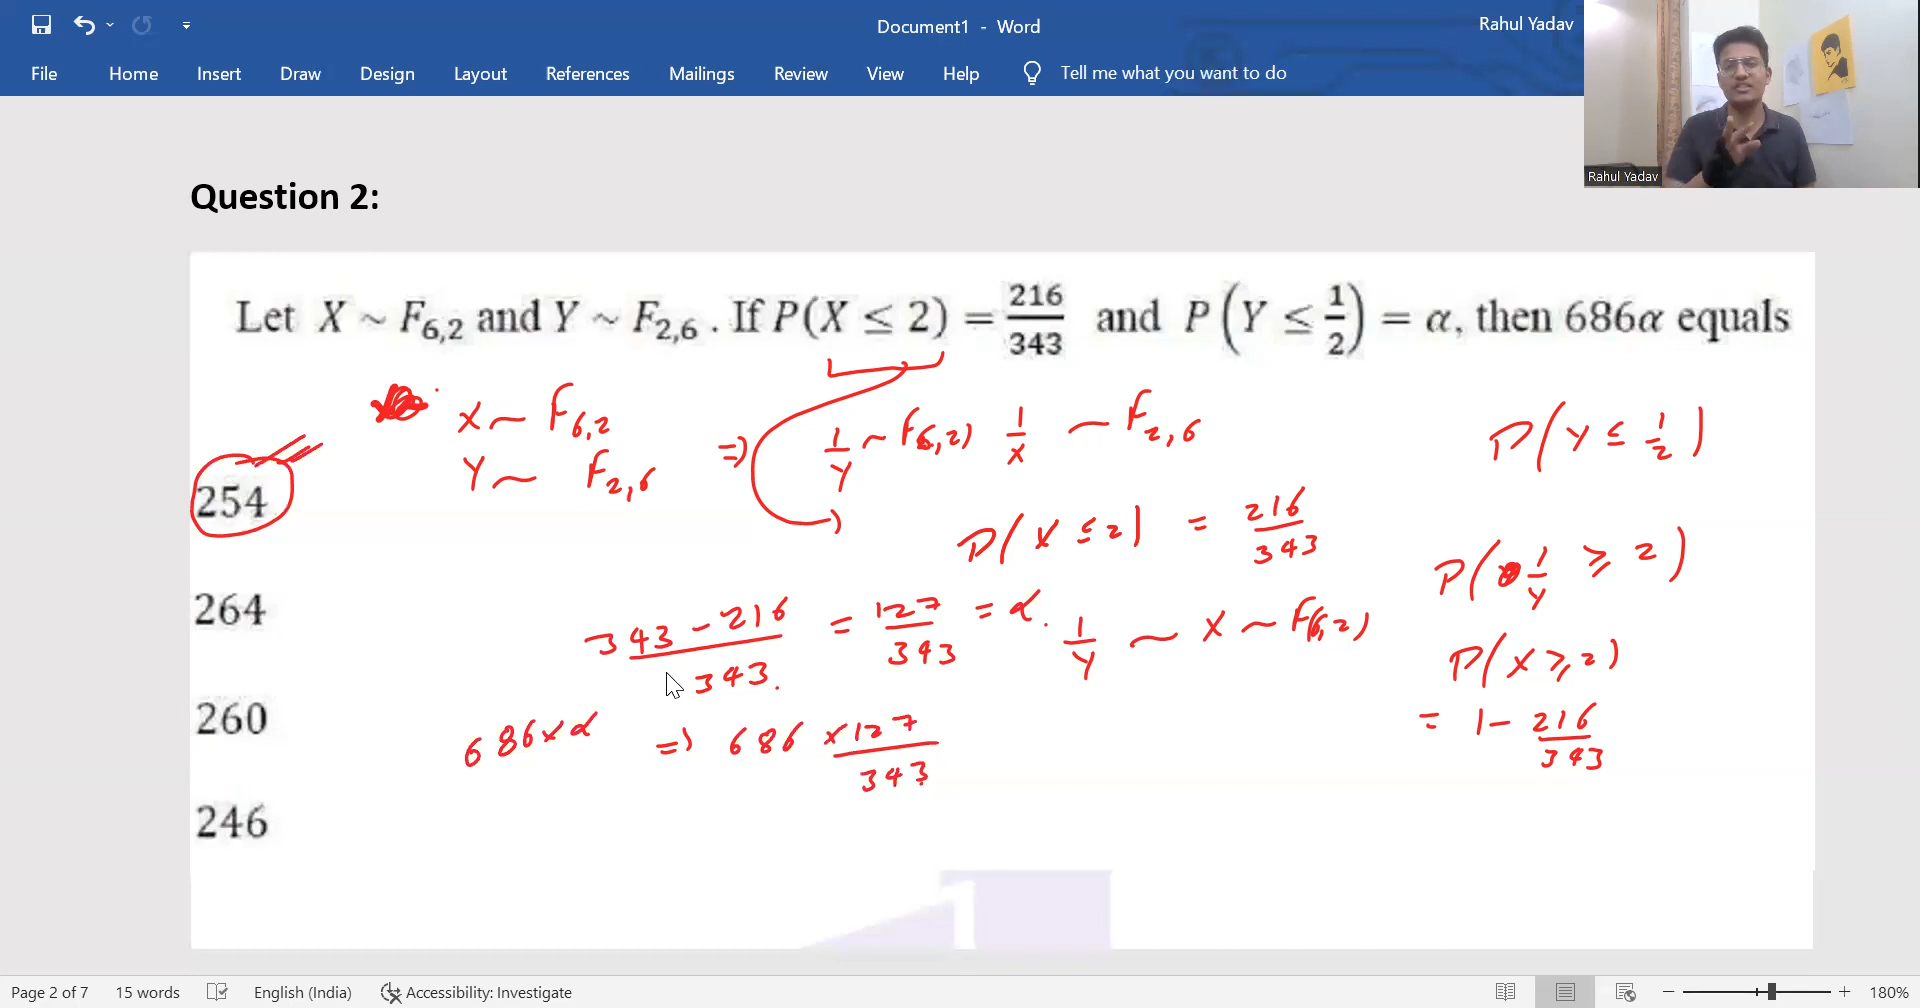 Document1 - Word
Rahul Yadav
File Home Insert Draw Design Layout References Mailings Review View Help Tell me what you want to do
Rahul Yadav
Question 2:
Let X ~ F₆,₂ and Y ~ F₂,₆ . If P(X ≤ 2) = 216/343 and P(Y ≤ 1/2) = α, then 686α equals
X ~ F₆,₂
Y ~ F₂,₆
=> 1/Y ~ F(6,2) 1/X ~ F₂,₆
P(Y ≤ 1/2)
254
P(X ≤ 2) = 216/343
P(1/Y ≥ 2)
264
343 - 216/343. = 127/343 = α.
1/Y ~ X ~ F(6,2)
P(X ≥ 2)
= 1 - 216/343
260
686 x α => 686 x 127/343
246
Page 2 of 7 15 words English (India) Accessibility: Investigate 180%